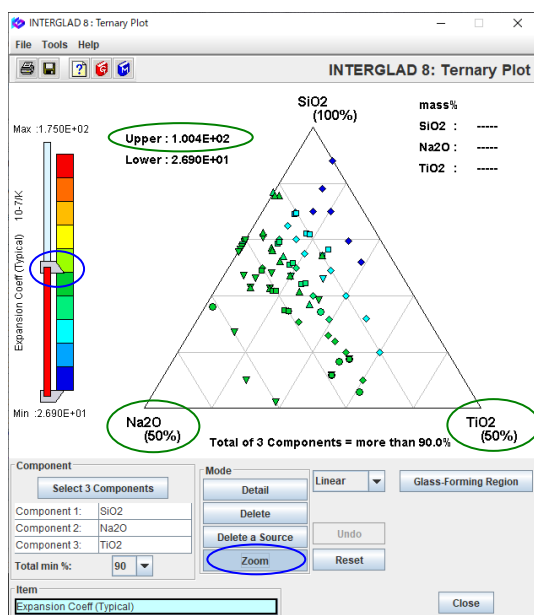 INTERGLAD 8: Ternary Plot
File Tools Help
INTERGLAD 8: Ternary Plot
SiO2
(100%)
mass%
SiO2 : -----
Na2O : -----
TiO2 : -----
Max :1.750E+02
Upper : 1.004E+02
Lower : 2.690E+01
Expansion Coeff (Typical) 10-7/K
Min :2.690E+01
Na2O
(50%)
TiO2
(50%)
Total of 3 Components = more than 90.0%
Component
Select 3 Components
Component 1: SiO2
Component 2: Na2O
Component 3: TiO2
Total min %: 90
Mode
Detail
Delete
Delete a Source
Zoom
Linear
Undo
Reset
Glass-Forming Region
Item
Expansion Coeff (Typical)
Close